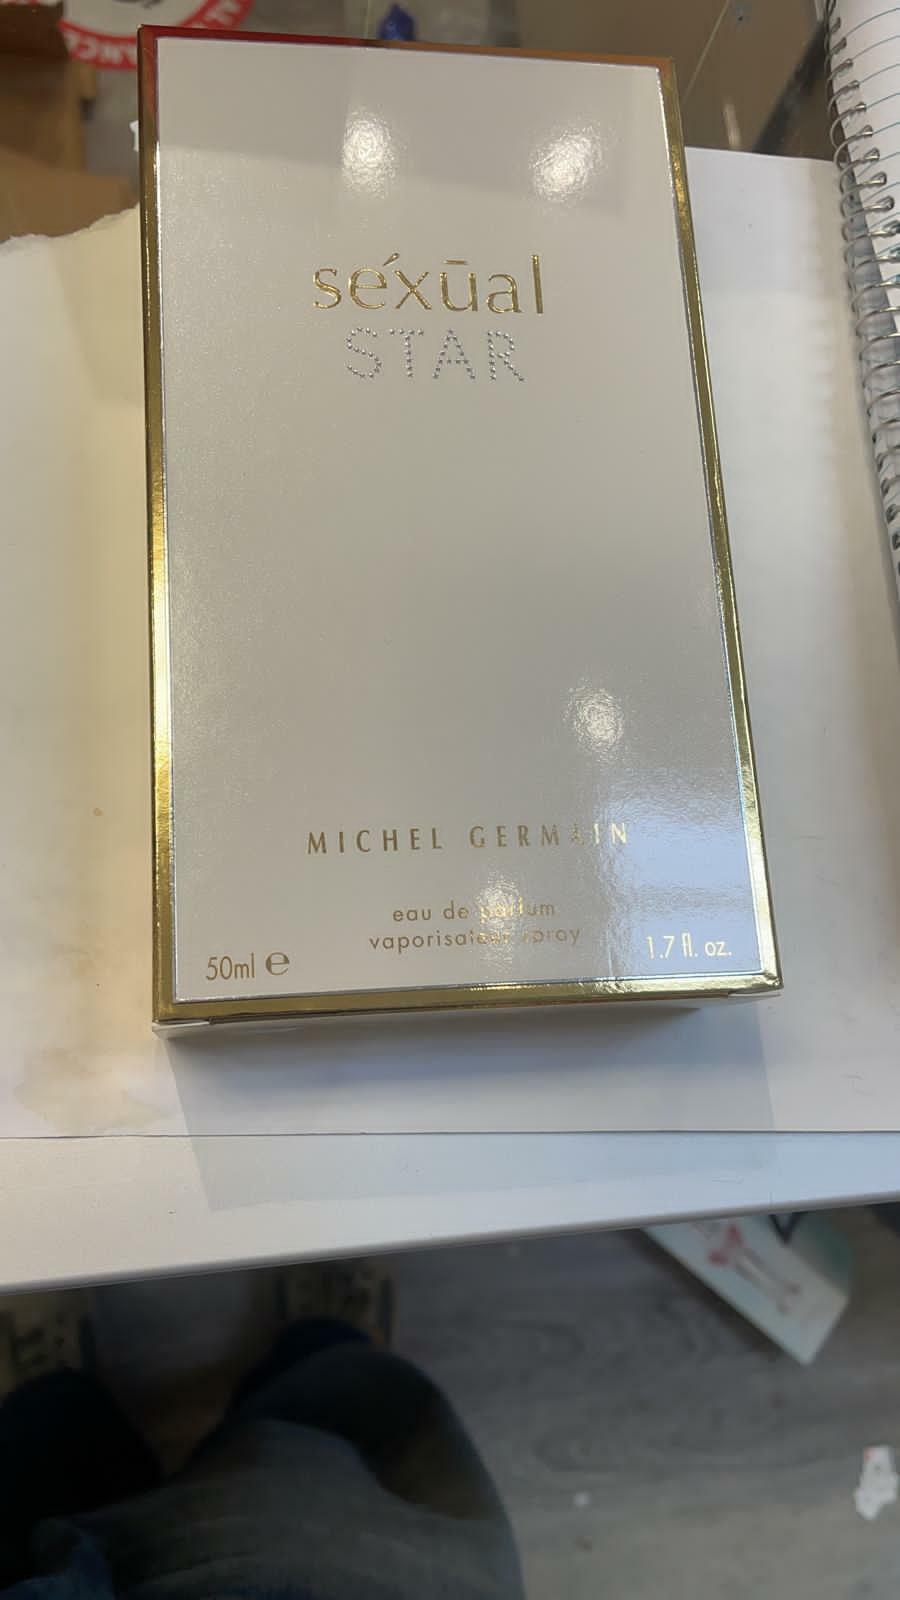 séxūal
STAR
MICHEL GERMAIN
eau de parfum
vaporisateur spray
50ml ℮
1.7 fl. oz.